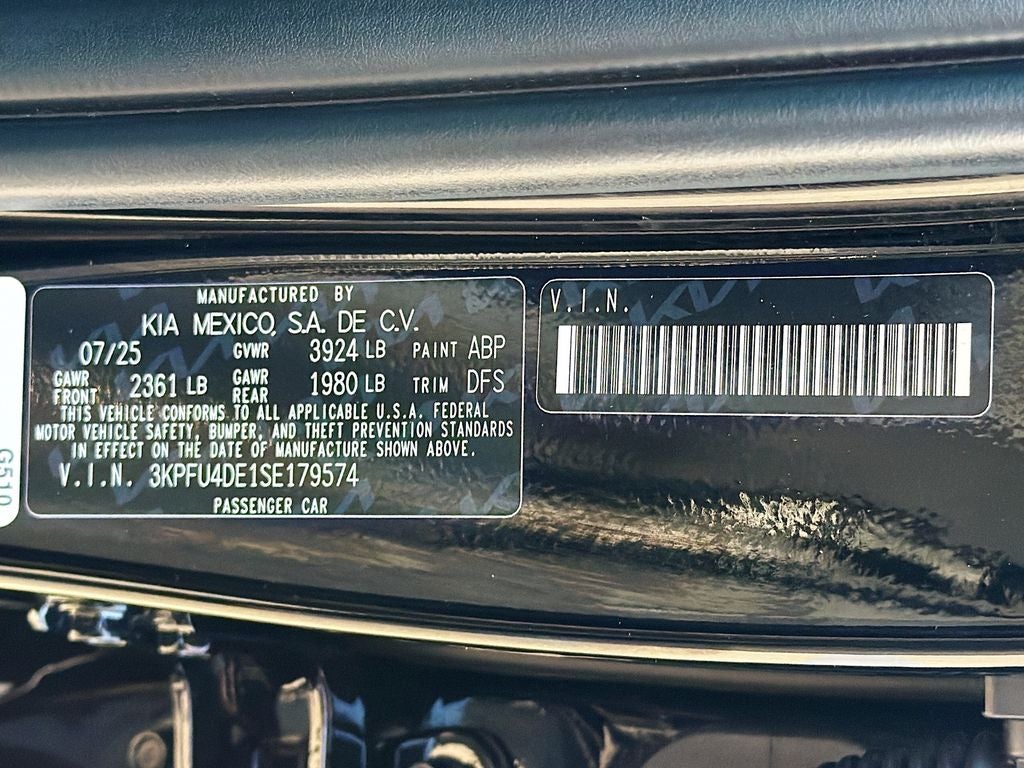 MANUFACTURED BY
KIA MEXICO, S.A. DE C.V.
07/25 GVWR 3924 LB PAINT ABP
GAWR FRONT 2361 LB GAWR REAR 1980 LB TRIM DFS
THIS VEHICLE CONFORMS TO ALL APPLICABLE U.S.A. FEDERAL
MOTOR VEHICLE SAFETY, BUMPER, AND THEFT PREVENTION STANDARDS
IN EFFECT ON THE DATE OF MANUFACTURE SHOWN ABOVE.
V.I.N. 3KPFU4DE1SE179574
PASSENGER CAR
V.I.N.
G510